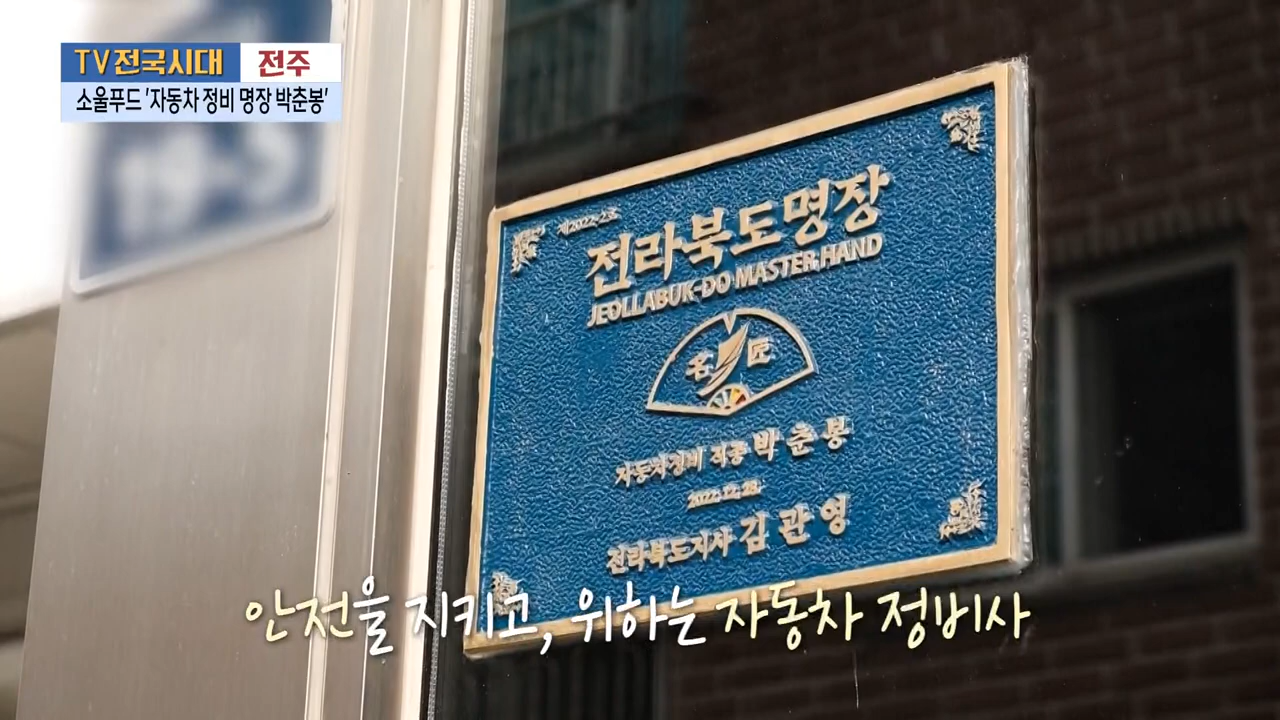 TV 전국시대 전주
소울푸드 '자동차 정비 명장 박춘봉'
전라북도명장
JEOLLABUK-DO MASTER HAND
名匠
자동차정비 직종 박춘봉
2022. 12. 28.
전라북도지사 김관영
안전을 지키고, 위하는 자동차 정비사